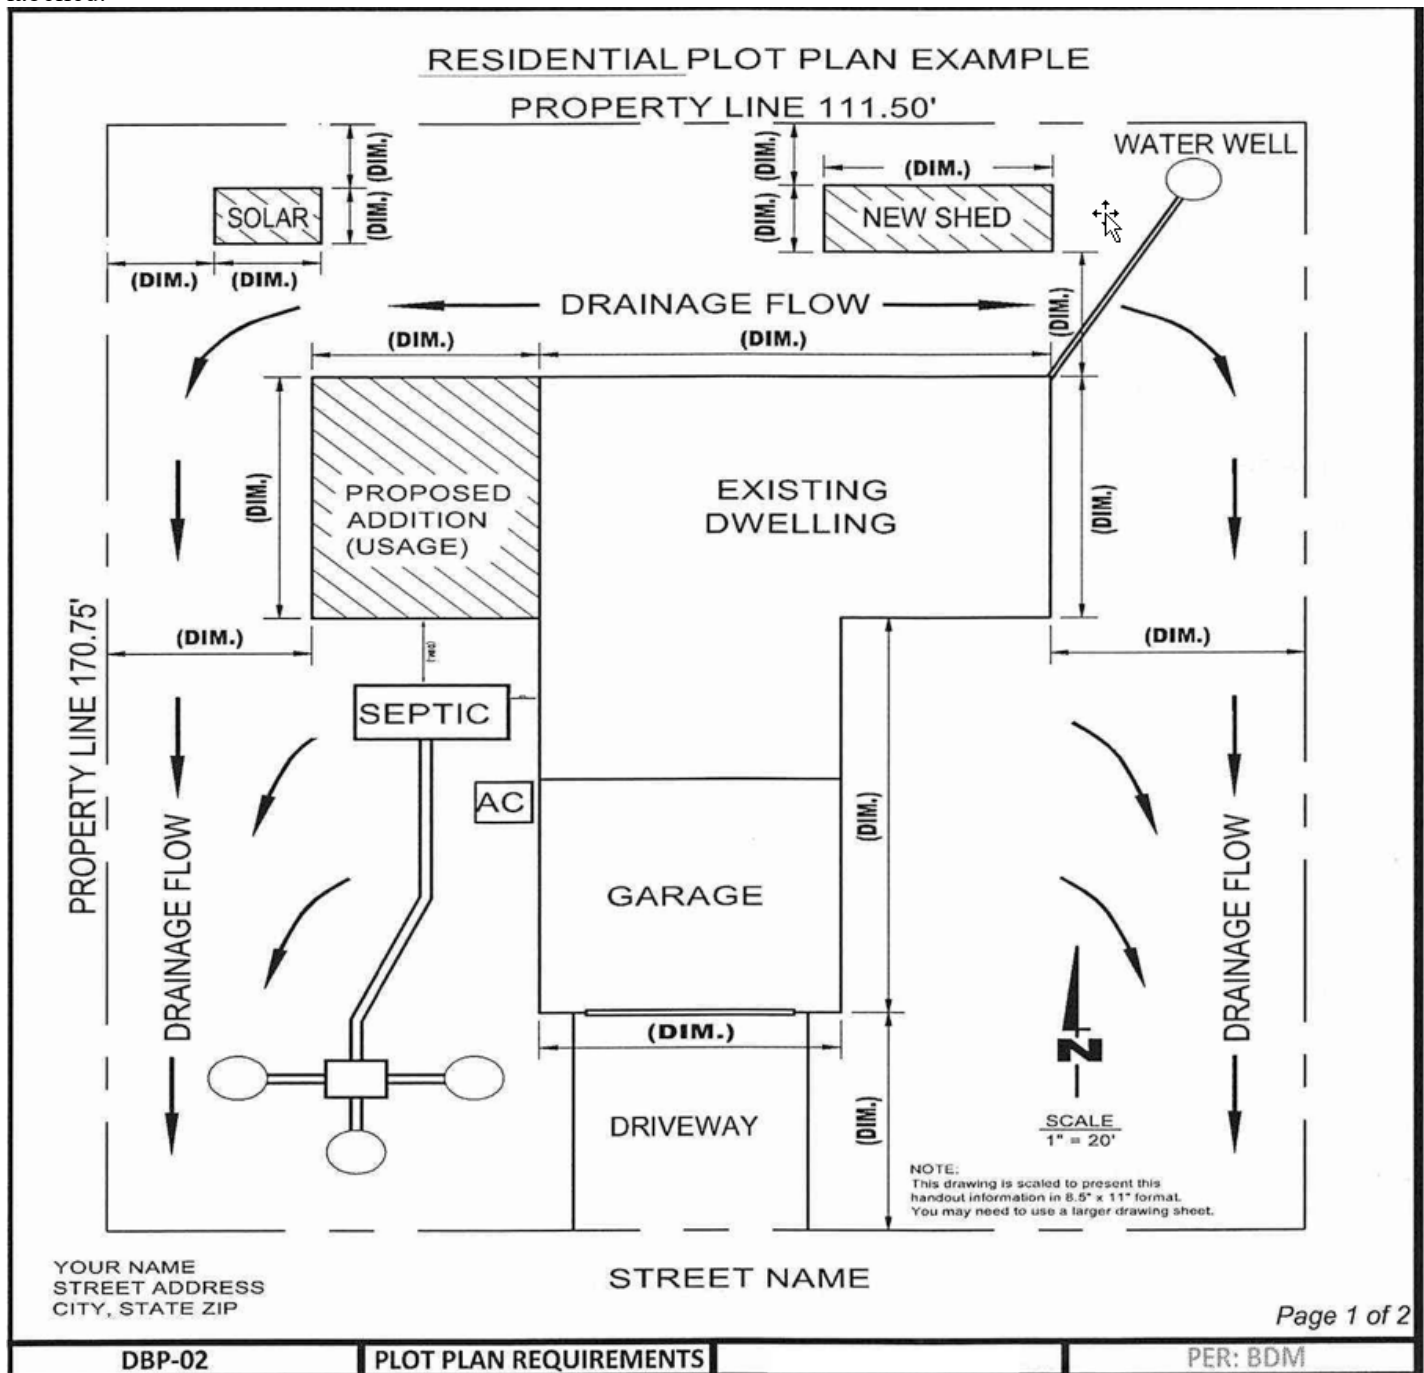 RESIDENTIAL PLOT PLAN EXAMPLE
PROPERTY LINE 111.50'
WATER WELL
(DIM.)
(DIM.)
(DIM.)
SOLAR
(DIM.)
(DIM.)
NEW SHED
(DIM.)
(DIM.)
(DIM.)
DRAINAGE FLOW
(DIM.)
(DIM.)
(DIM.)
(DIM.)
PROPOSED
ADDITION
(USAGE)
EXISTING
DWELLING
(DIM.)
PROPERTY LINE 170.75'
(DIM.)
(DIM.)
SEPTIC
AC
(DIM.)
DRAINAGE FLOW
GARAGE
DRAINAGE FLOW
(DIM.)
N
DRIVEWAY
(DIM.)
SCALE
1" = 20'
NOTE:
This drawing is scaled to present this
handout information in 8.5" x 11" format.
You may need to use a larger drawing sheet.
YOUR NAME
STREET ADDRESS
CITY, STATE ZIP
STREET NAME
Page 1 of 2
DBP-02
PLOT PLAN REQUIREMENTS
PER: BDM